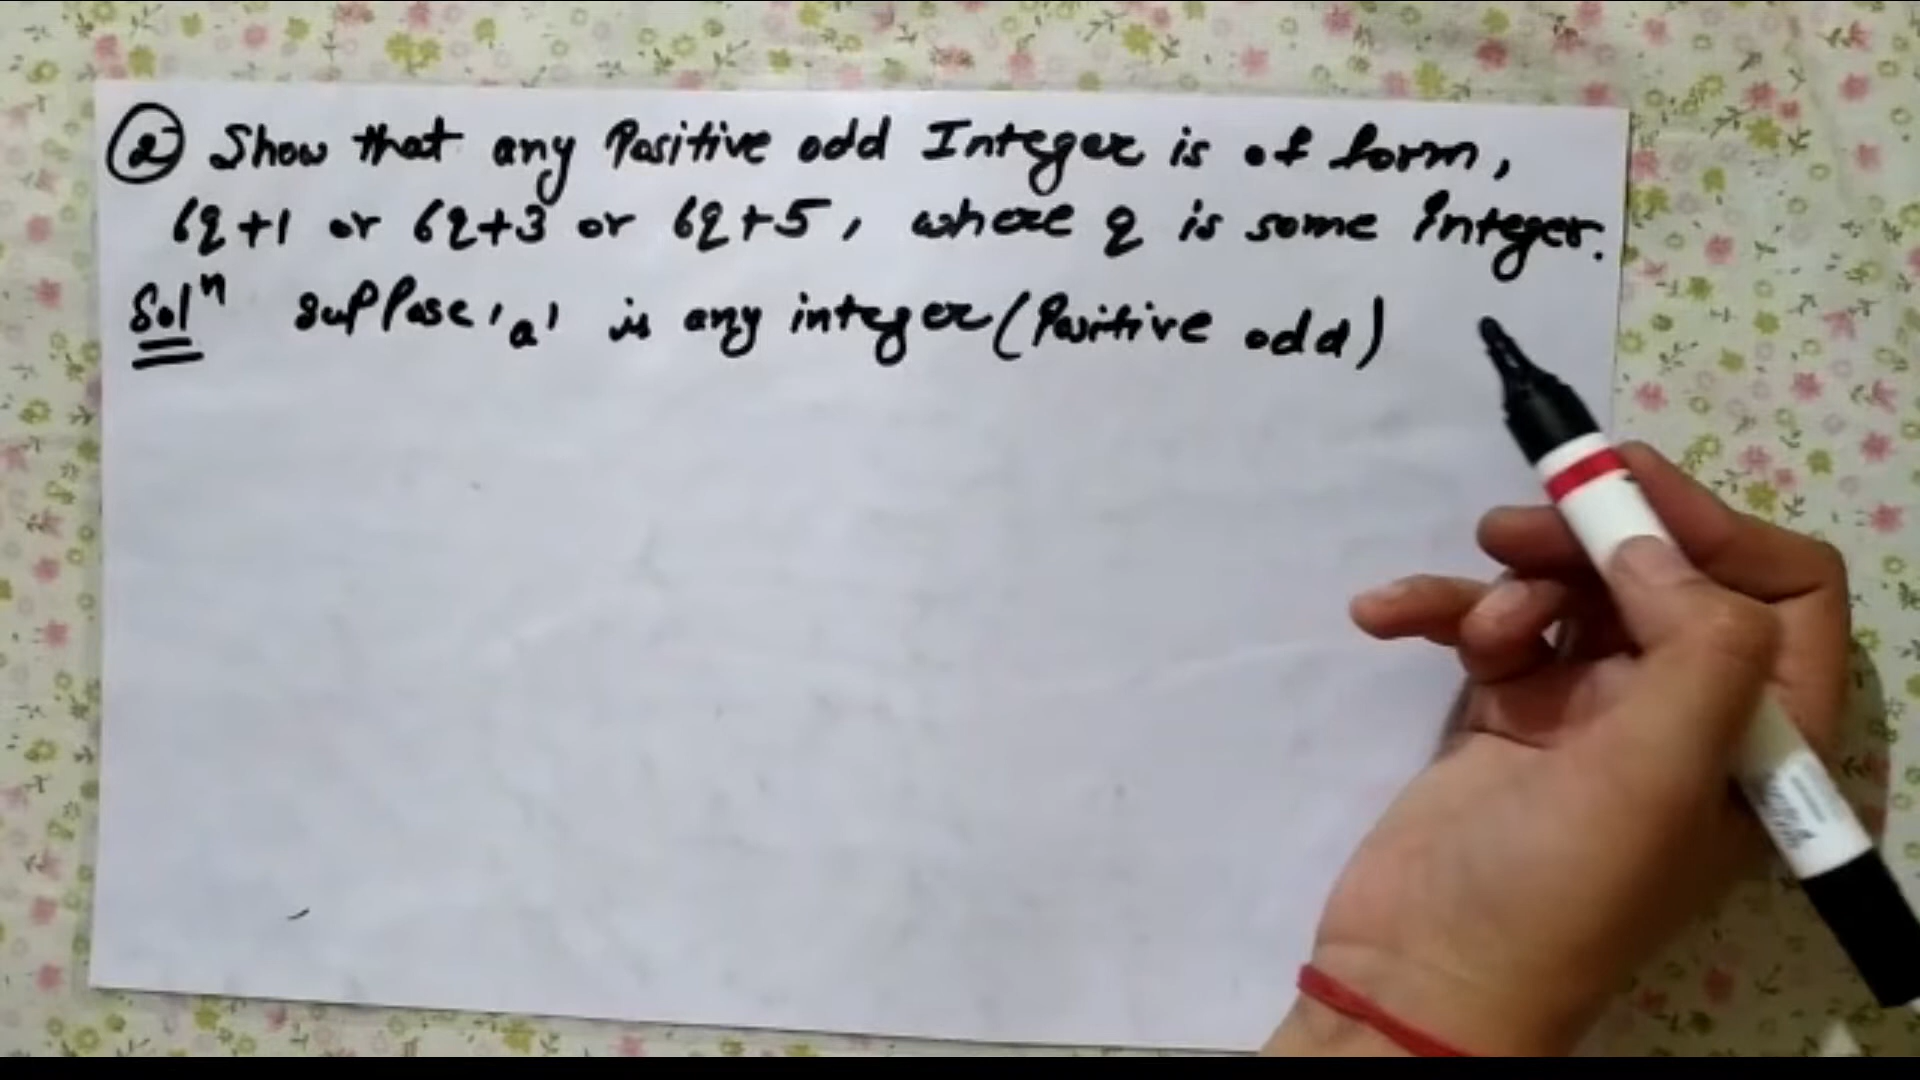 ② Show that any Positive odd Integer is of form,
6q+1 or 6q+3 or 6q+5, where q is some integer.
Solⁿ Suppose 'a' is any integer (Positive odd)